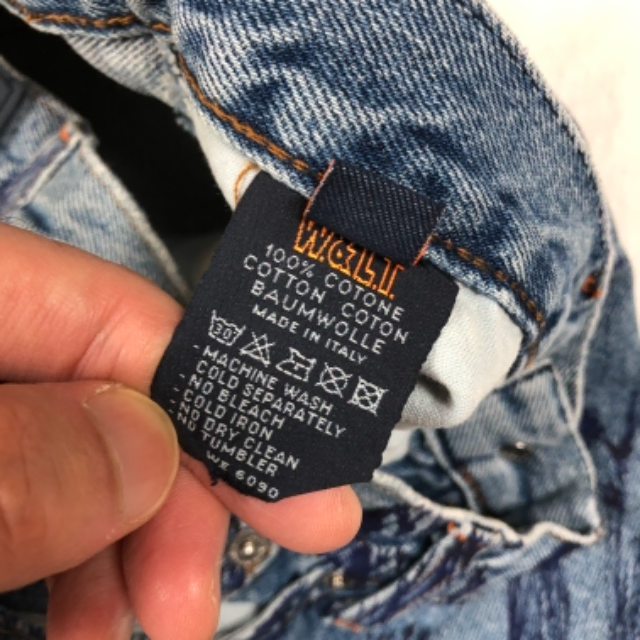 W&LT
100% COTONE
COTTON COTON
BAUMWOLLE
MADE IN ITALY
30
MACHINE WASH
COLD SEPARATELY
NO BLEACH
COLD IRON
NO DRY CLEAN
NO TUMBLER
WE 6090